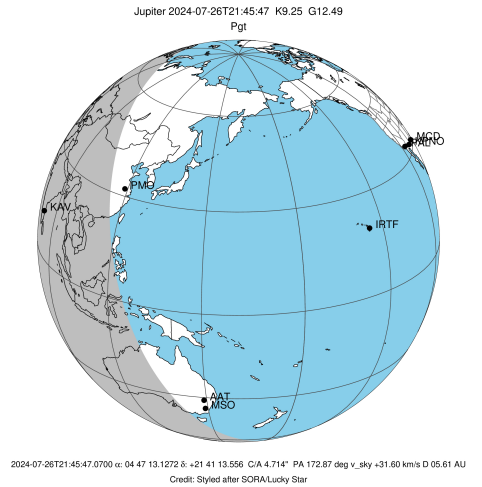 Jupiter 2024-07-26T21:45:47 K9.25 G12.49
Pgt
MCD
KAV
PMO
IRTF
AAT
MSO
2024-07-26T21:45:47.0700 α: 04 47 13.1272 δ: +21 41 13.556 C/A 4.714" PA 172.87 deg v_sky +31.60 km/s D 05.61 AU
Credit: Styled after SORA/Lucky Star